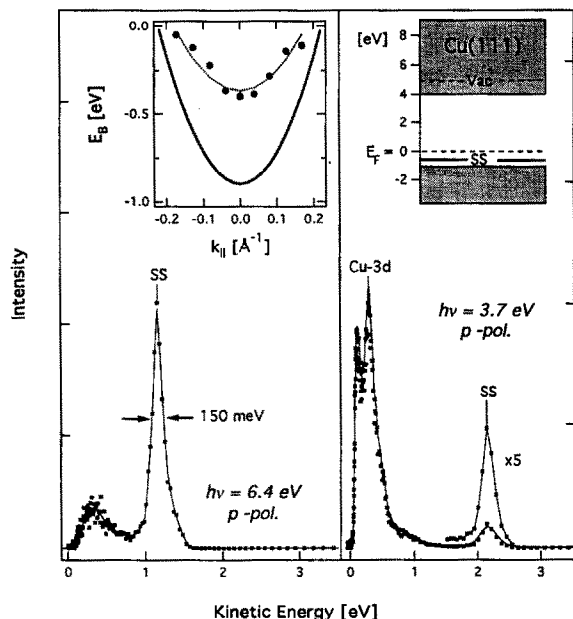 0.0
-0.5
-1.0
E_B [eV]
-0.2 -0.1 0.0 0.1 0.2
k_|| [Å⁻¹]
[eV]
8
6
4
2
E_F = 0
-2
Cu(111)
Vac
SS
Intensity
SS
150 meV
hν = 6.4 eV
p -pol.
Cu-3d
hν = 3.7 eV
p -pol.
SS
x5
0 1 2 3
0 1 2 3
Kinetic Energy [eV]